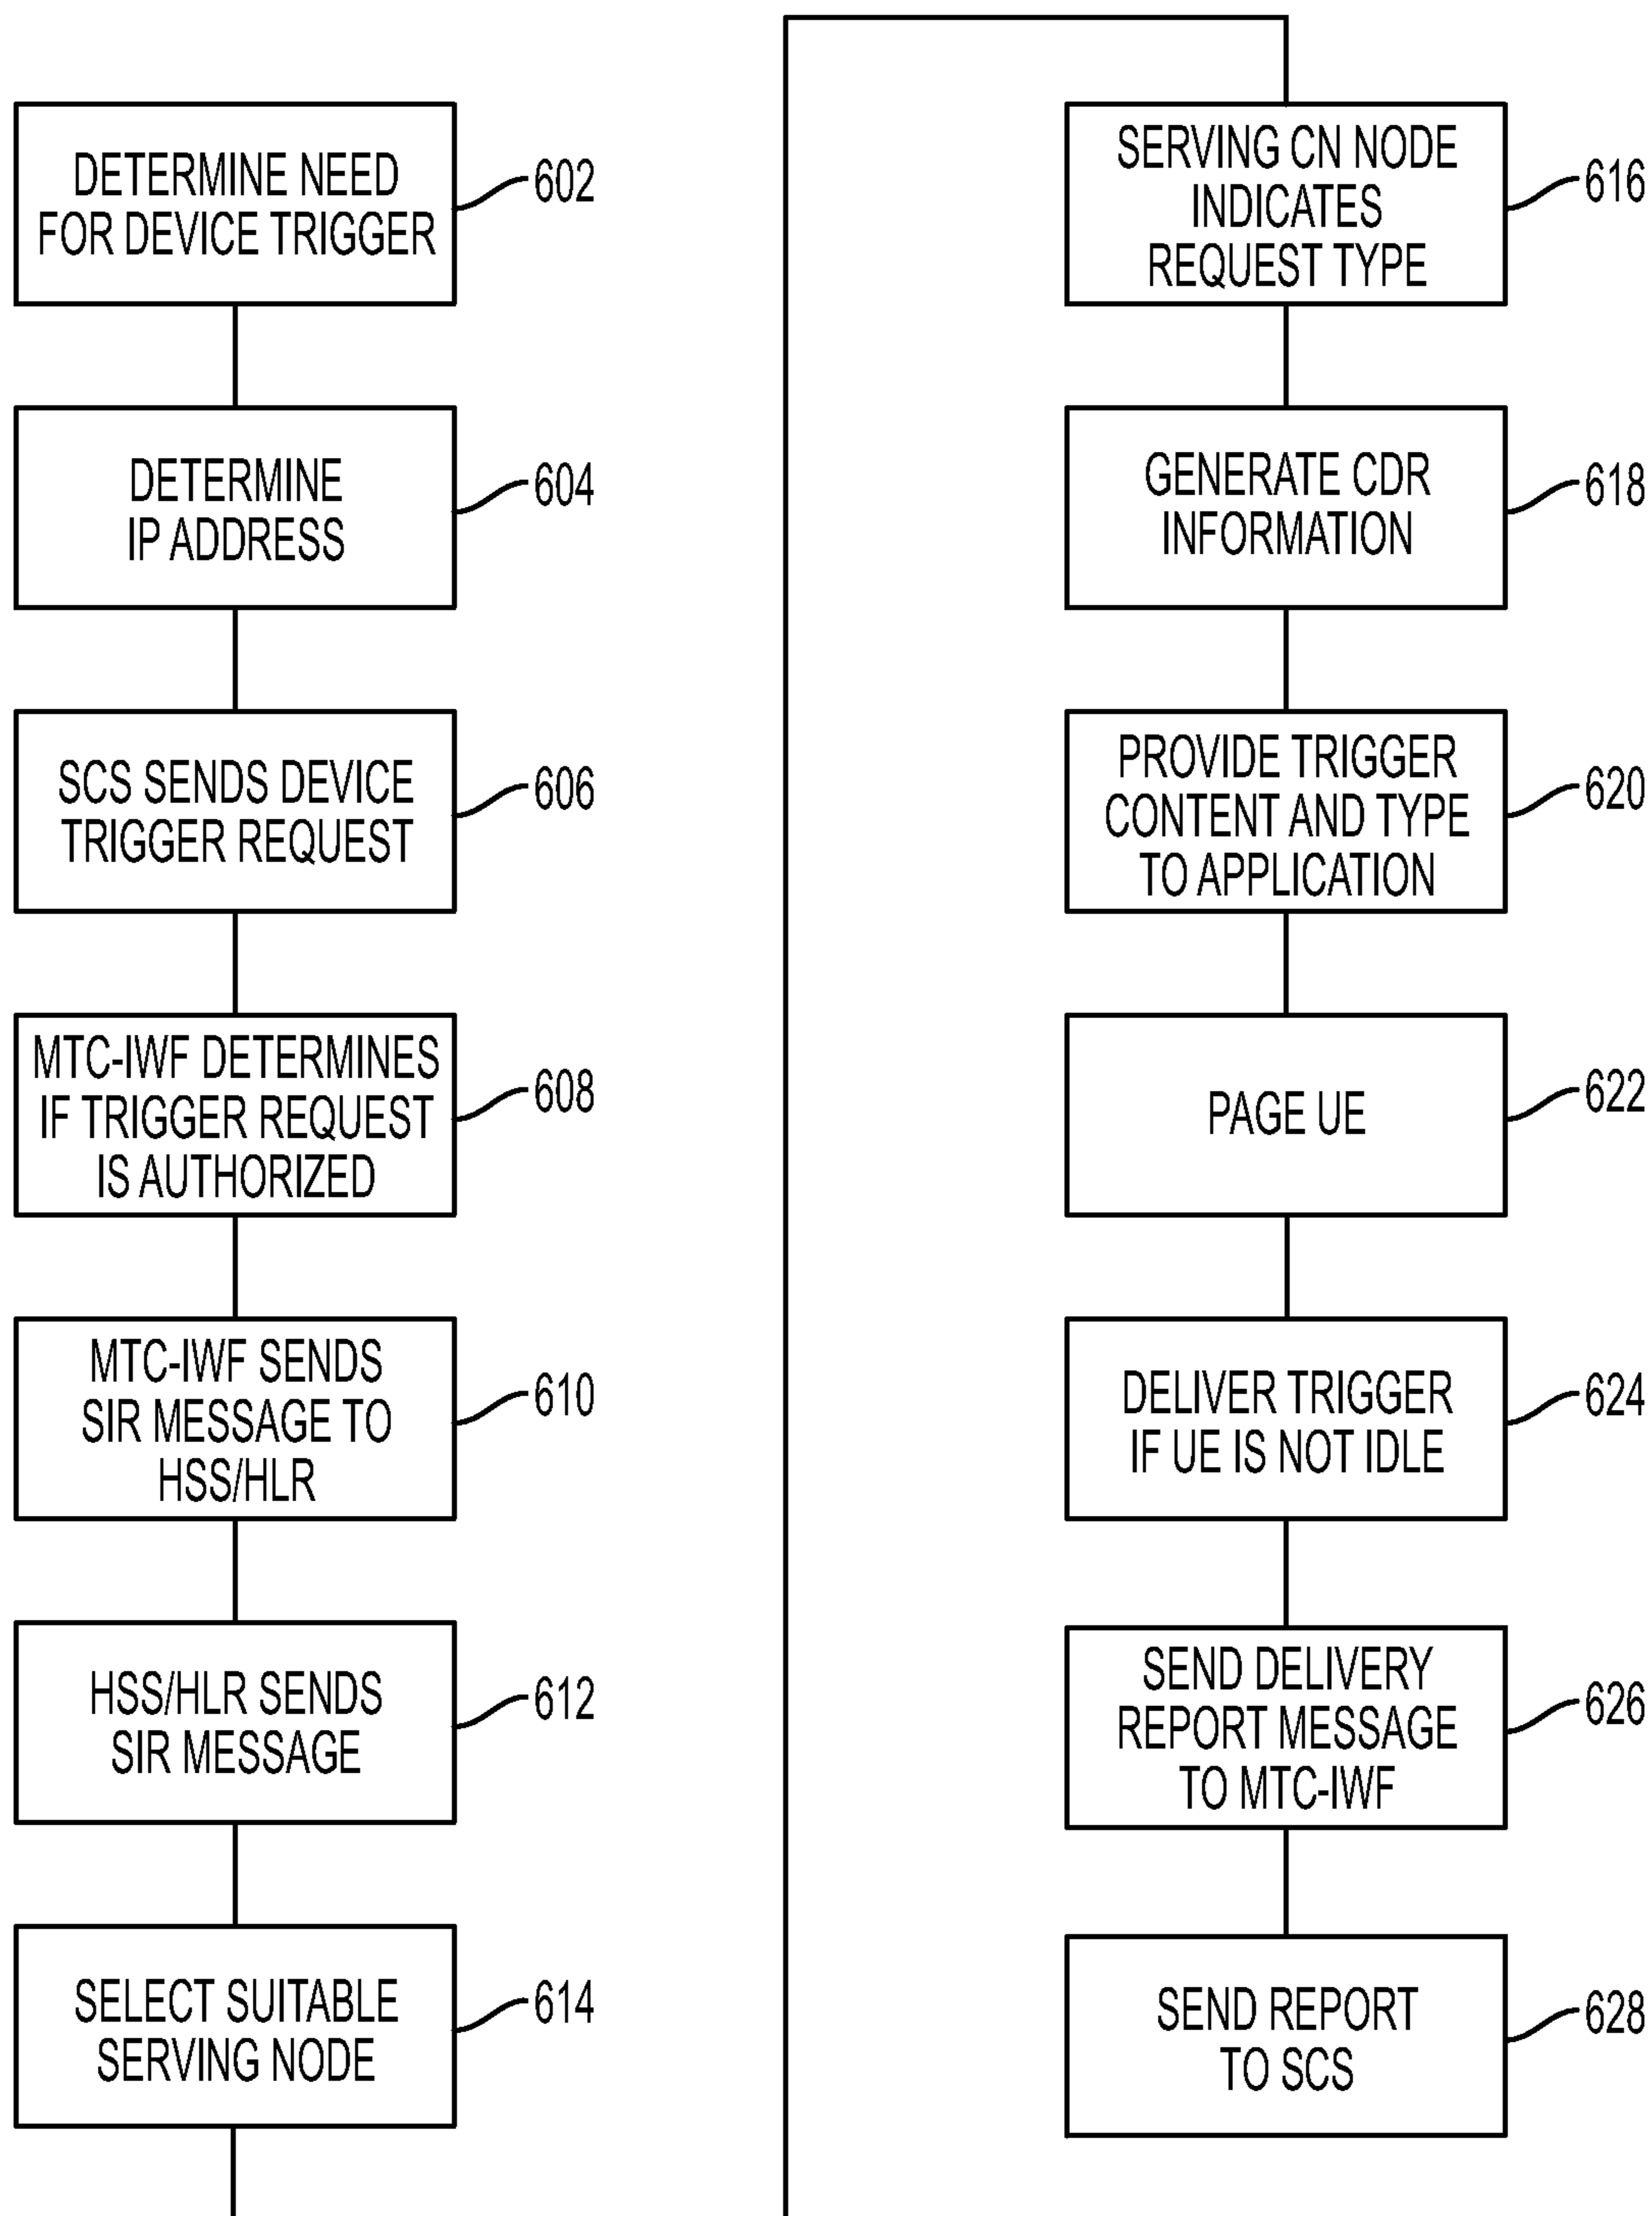 DETERMINE NEED
FOR DEVICE TRIGGER
602
DETERMINE
IP ADDRESS
604
SCS SENDS DEVICE
TRIGGER REQUEST
606
MTC-IWF DETERMINES
IF TRIGGER REQUEST
IS AUTHORIZED
608
MTC-IWF SENDS
SIR MESSAGE TO
HSS/HLR
610
HSS/HLR SENDS
SIR MESSAGE
612
SELECT SUITABLE
SERVING NODE
614
SERVING CN NODE
INDICATES
REQUEST TYPE
616
GENERATE CDR
INFORMATION
618
PROVIDE TRIGGER
CONTENT AND TYPE
TO APPLICATION
620
PAGE UE
622
DELIVER TRIGGER
IF UE IS NOT IDLE
624
SEND DELIVERY
REPORT MESSAGE
TO MTC-IWF
626
SEND REPORT
TO SCS
628